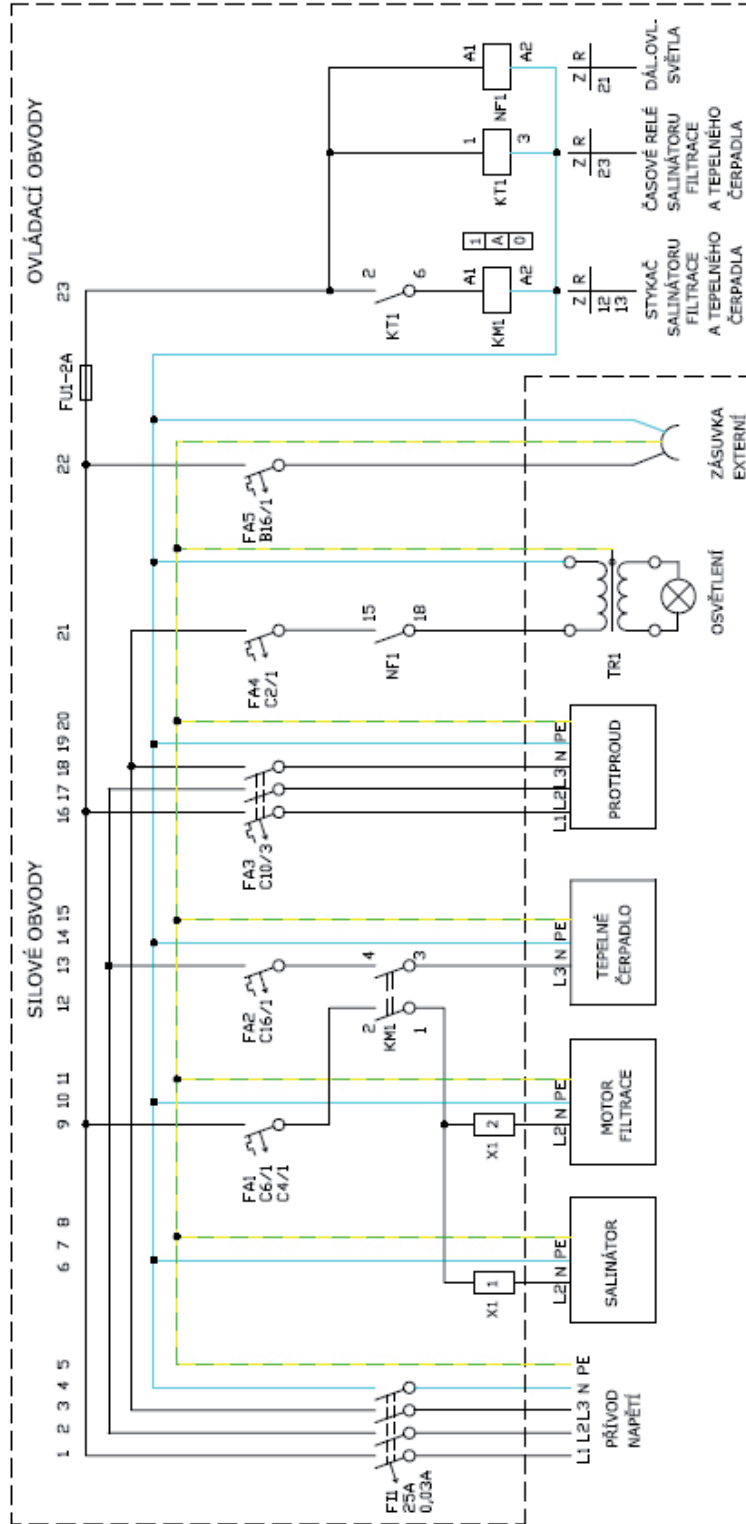 SILOVÉ OBVODY
OVLÁDACÍ OBVODY
1 2 3 4 5
6 7 8
9 10 11
12 13 14 15
16 17 18 19 20
21
22
23
FU1-2A
FI1
25A
0,03A
FA1
C6/1
C4/1
FA2
C16/1
FA3
C10/3
FA4
C2/1
FA5
B16/1
2 4
KM1
1 3
15
NF1
18
2
KT1
6
A1
KM1
A2
1 A 0
1
KT1
3
A1
NF1
A2
X1 1
X1 2
TR1
L1 L2 L3 N PE
PŘÍVOD
NAPĚTÍ
L2 N PE
SALINÁTOR
L2 N PE
MOTOR
FILTRACE
L3 N PE
TEPELNÉ
ČERPADLO
L1 L2 L3 N PE
PROTIPROUD
OSVĚTLENÍ
ZÁSUVKA
EXTERNÍ
Z R
12
13
STYKAČ
SALINÁTORU
FILTRACE
A TEPELNÉHO
ČERPADLA
Z R
23
ČASOVÉ RELÉ
SALINÁTORU
FILTRACE
A TEPELNÉHO
ČERPADLA
Z R
21
DÁL.OVL.
SVĚTLA